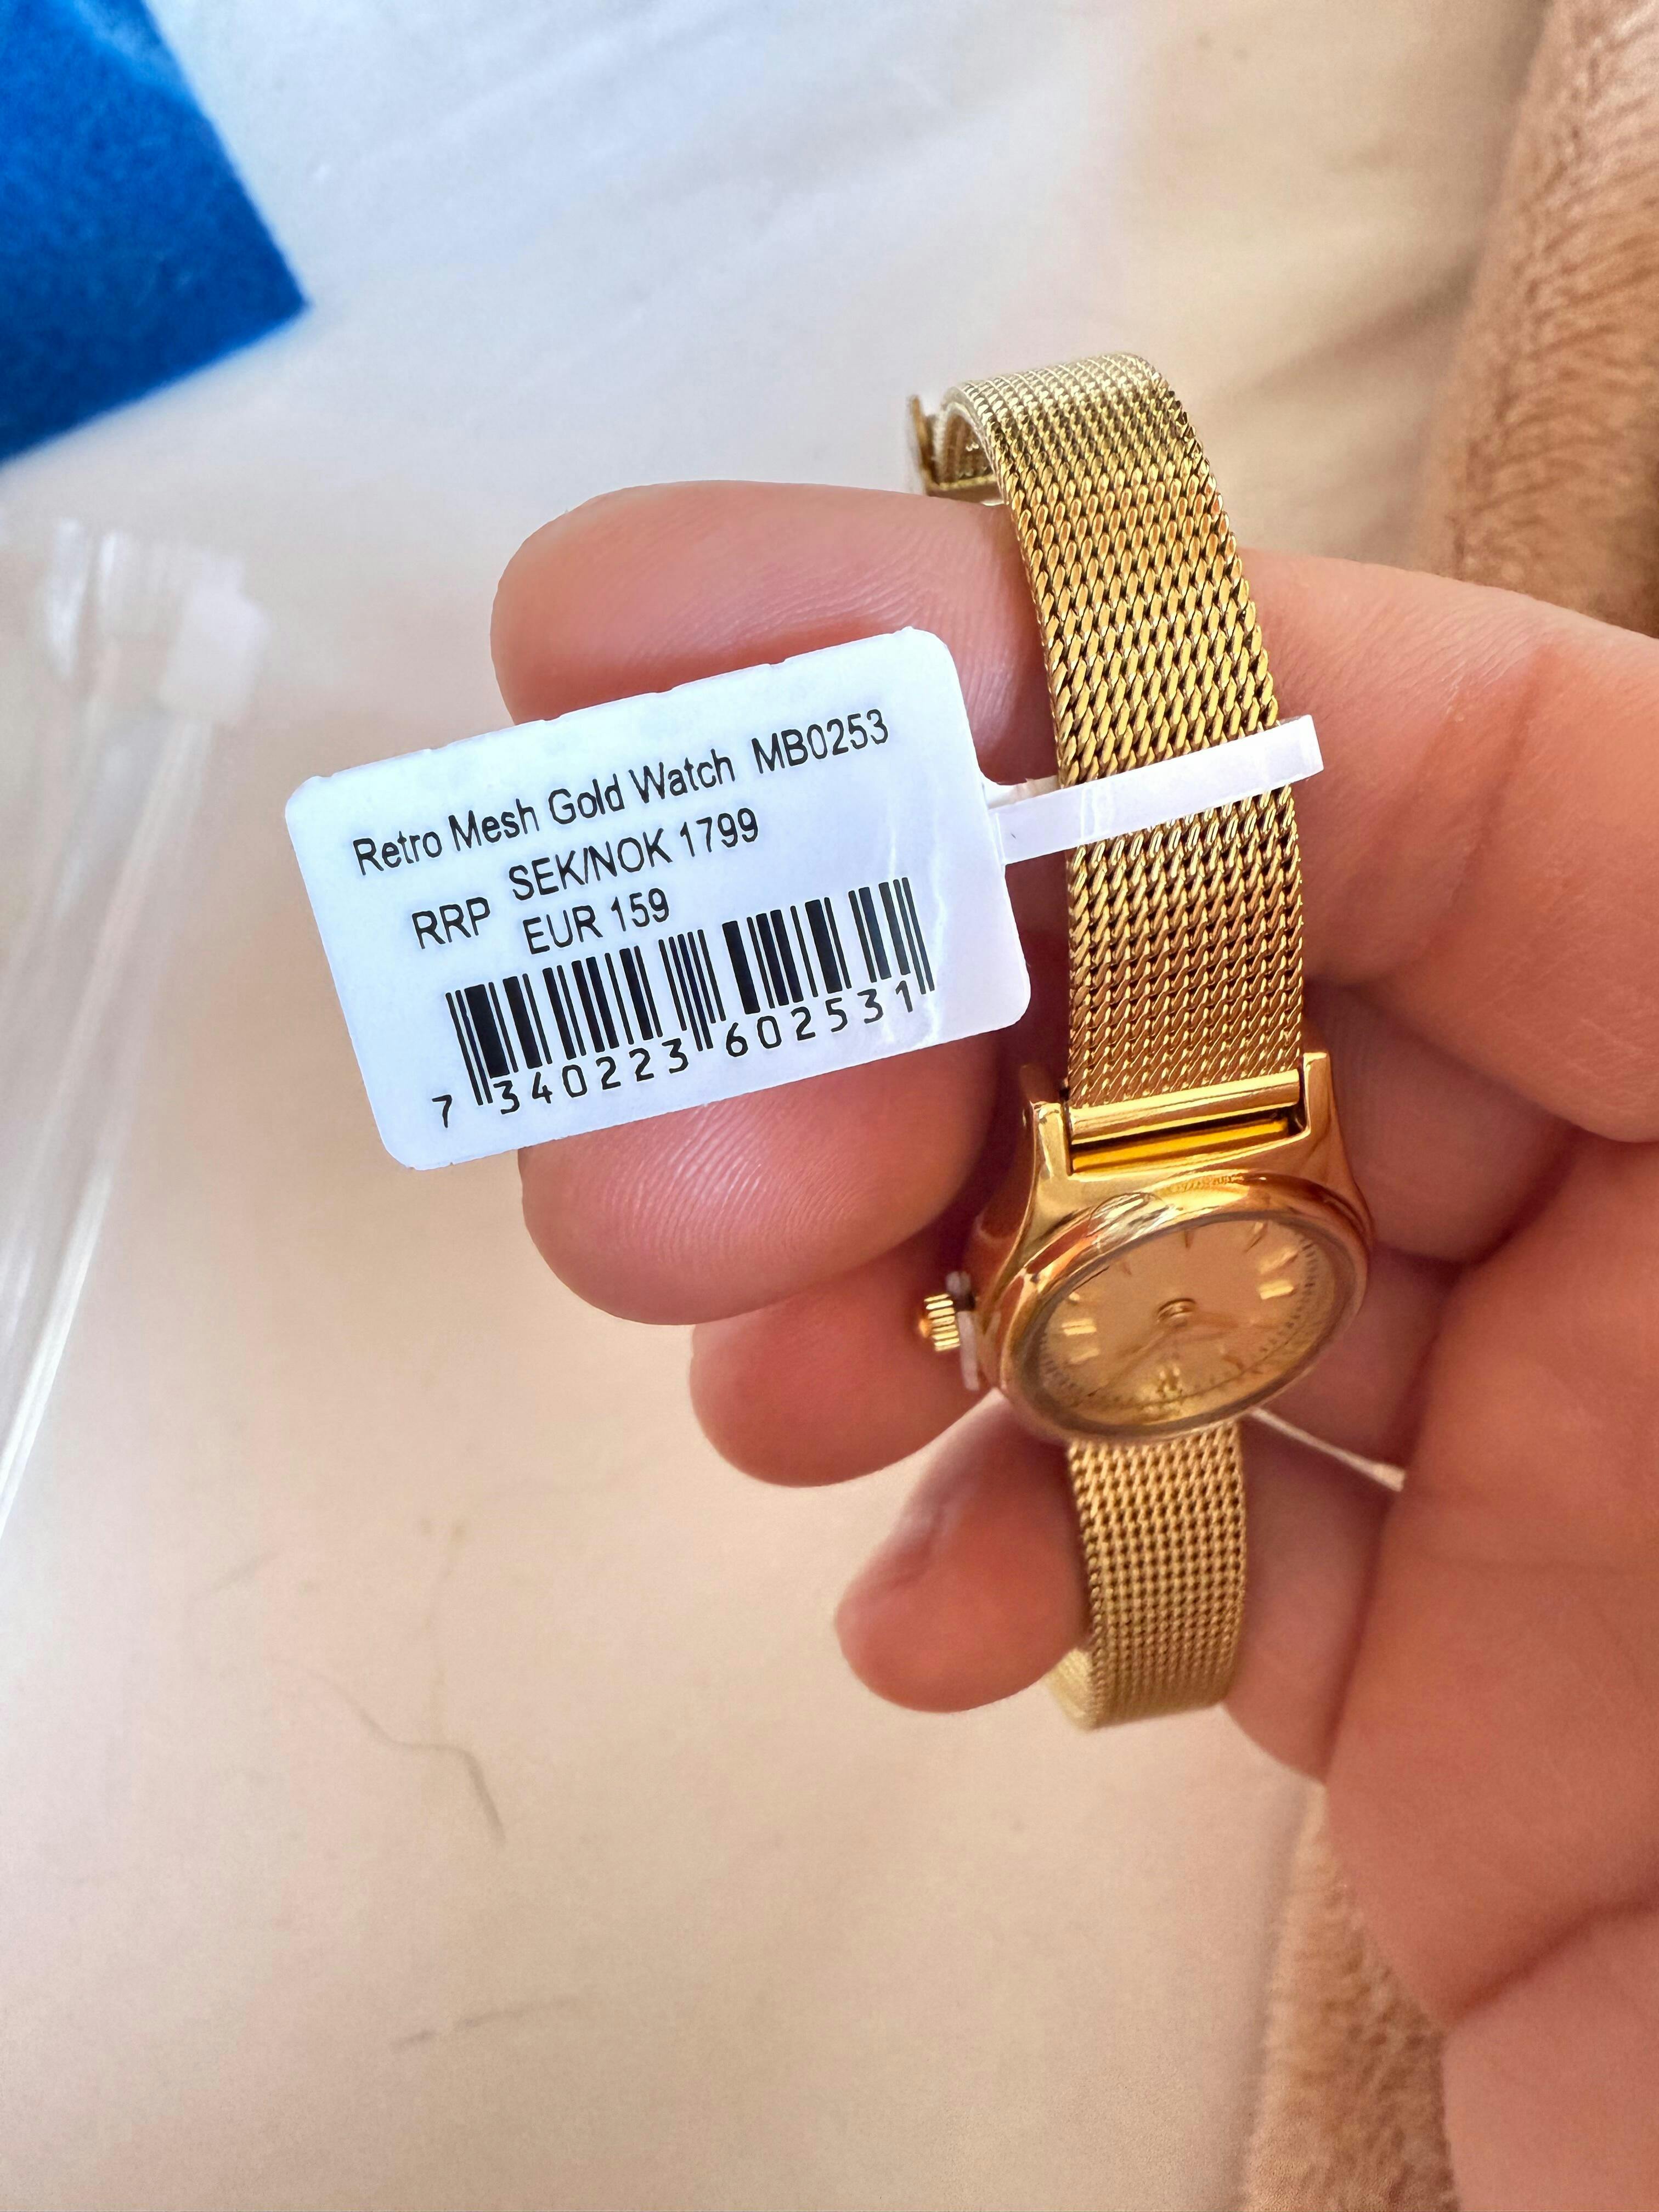 Retro Mesh Gold Watch MB0253
RRP SEK/NOK 1799
EUR 159
7 340223 602531